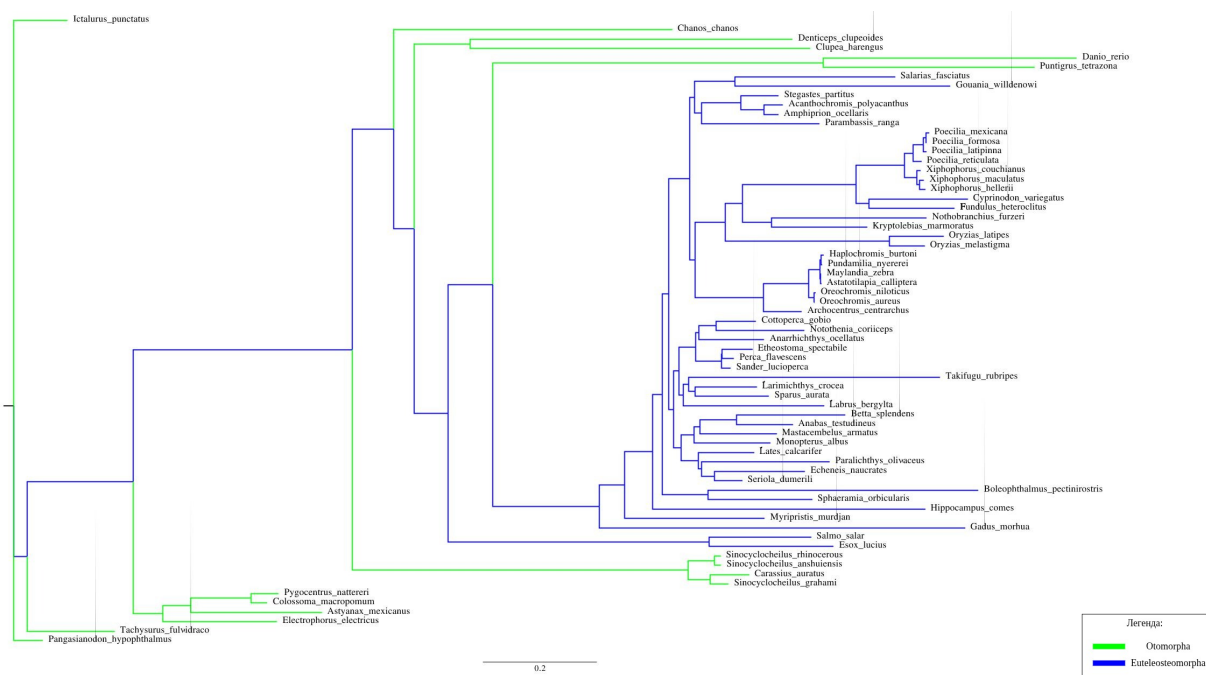 Ictalurus_punctatus
Chanos_chanos
Denticeps_clupeoides
Clupea_harengus
Danio_rerio
Puntigrus_tetrazona
Salarias_fasciatus
Gouania_willdenowi
Stegastes_partitus
Acanthochromis_polyacanthus
Amphiprion_ocellaris
Parambassis_ranga
Poecilia_mexicana
Poecilia_formosa
Poecilia_latipinna
Poecilia_reticulata
Xiphophorus_couchianus
Xiphophorus_maculatus
Xiphophorus_hellerii
Cyprinodon_variegatus
Fundulus_heteroclitus
Nothobranchius_furzeri
Kryptolebias_marmoratus
Oryzias_latipes
Oryzias_melastigma
Haplochromis_burtoni
Pundamilia_nyererei
Maylandia_zebra
Astatotilapia_calliptera
Oreochromis_niloticus
Oreochromis_aureus
Archocentrus_centrarchus
Cottoperca_gobio
Notothenia_coriiceps
Anarrhichthys_ocellatus
Etheostoma_spectabile
Perca_flavescens
Sander_lucioperca
Takifugu_rubripes
Larimichthys_crocea
Sparus_aurata
Labrus_bergylta
Betta_splendens
Anabas_testudineus
Mastacembelus_armatus
Monopterus_albus
Lates_calcarifer
Paralichthys_olivaceus
Echeneis_naucrates
Seriola_dumerili
Boleophthalmus_pectinirostris
Sphaeramia_orbicularis
Hippocampus_comes
Myripristis_murdjan
Gadus_morhua
Salmo_salar
Esox_lucius
Sinocyclocheilus_rhinocerous
Sinocyclocheilus_anshuiensis
Carassius_auratus
Sinocyclocheilus_grahami
Pygocentrus_nattereri
Colossoma_macropomum
Astyanax_mexicanus
Electrophorus_electricus
Tachysurus_fulvidraco
Pangasianodon_hypophthalmus
0.2
Легенда:
Otomorpha
Euteleosteomorpha